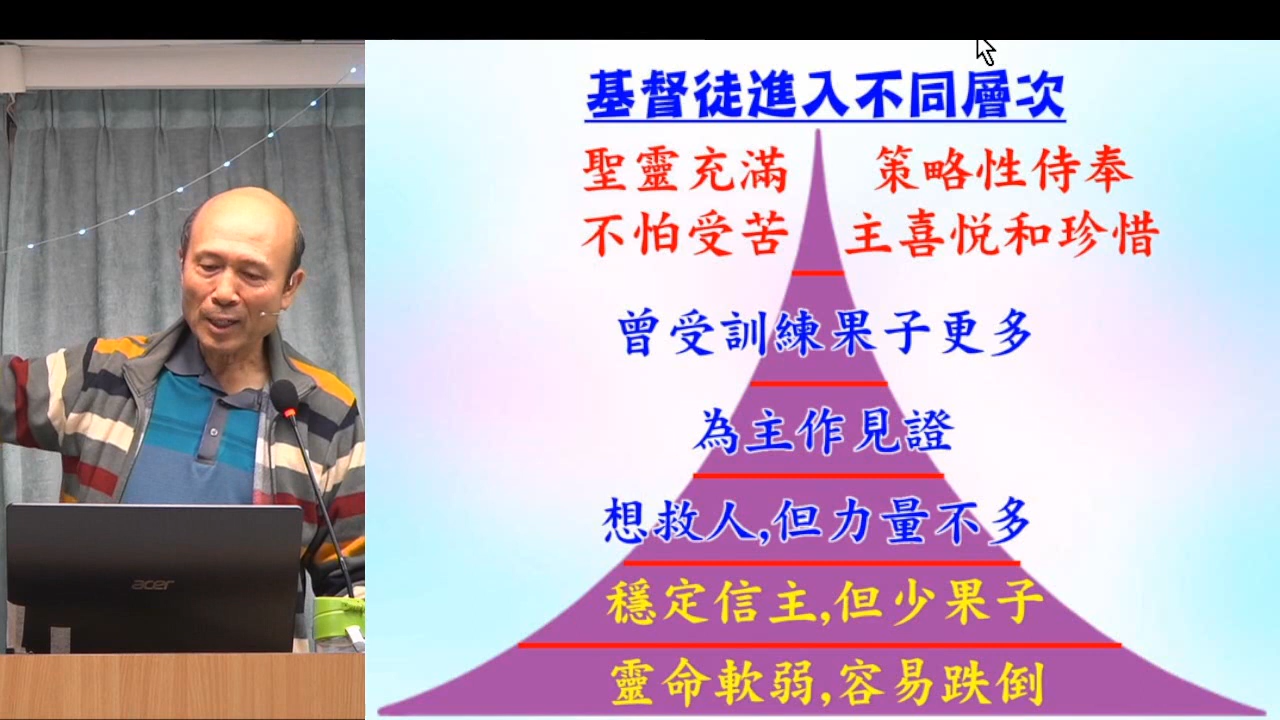 基督徒進入不同層次
聖靈充滿 策略性侍奉
不怕受苦 主喜悅和珍惜
曾受訓練果子更多
為主作見證
想救人,但力量不多
穩定信主,但少果子
靈命軟弱,容易跌倒
acer